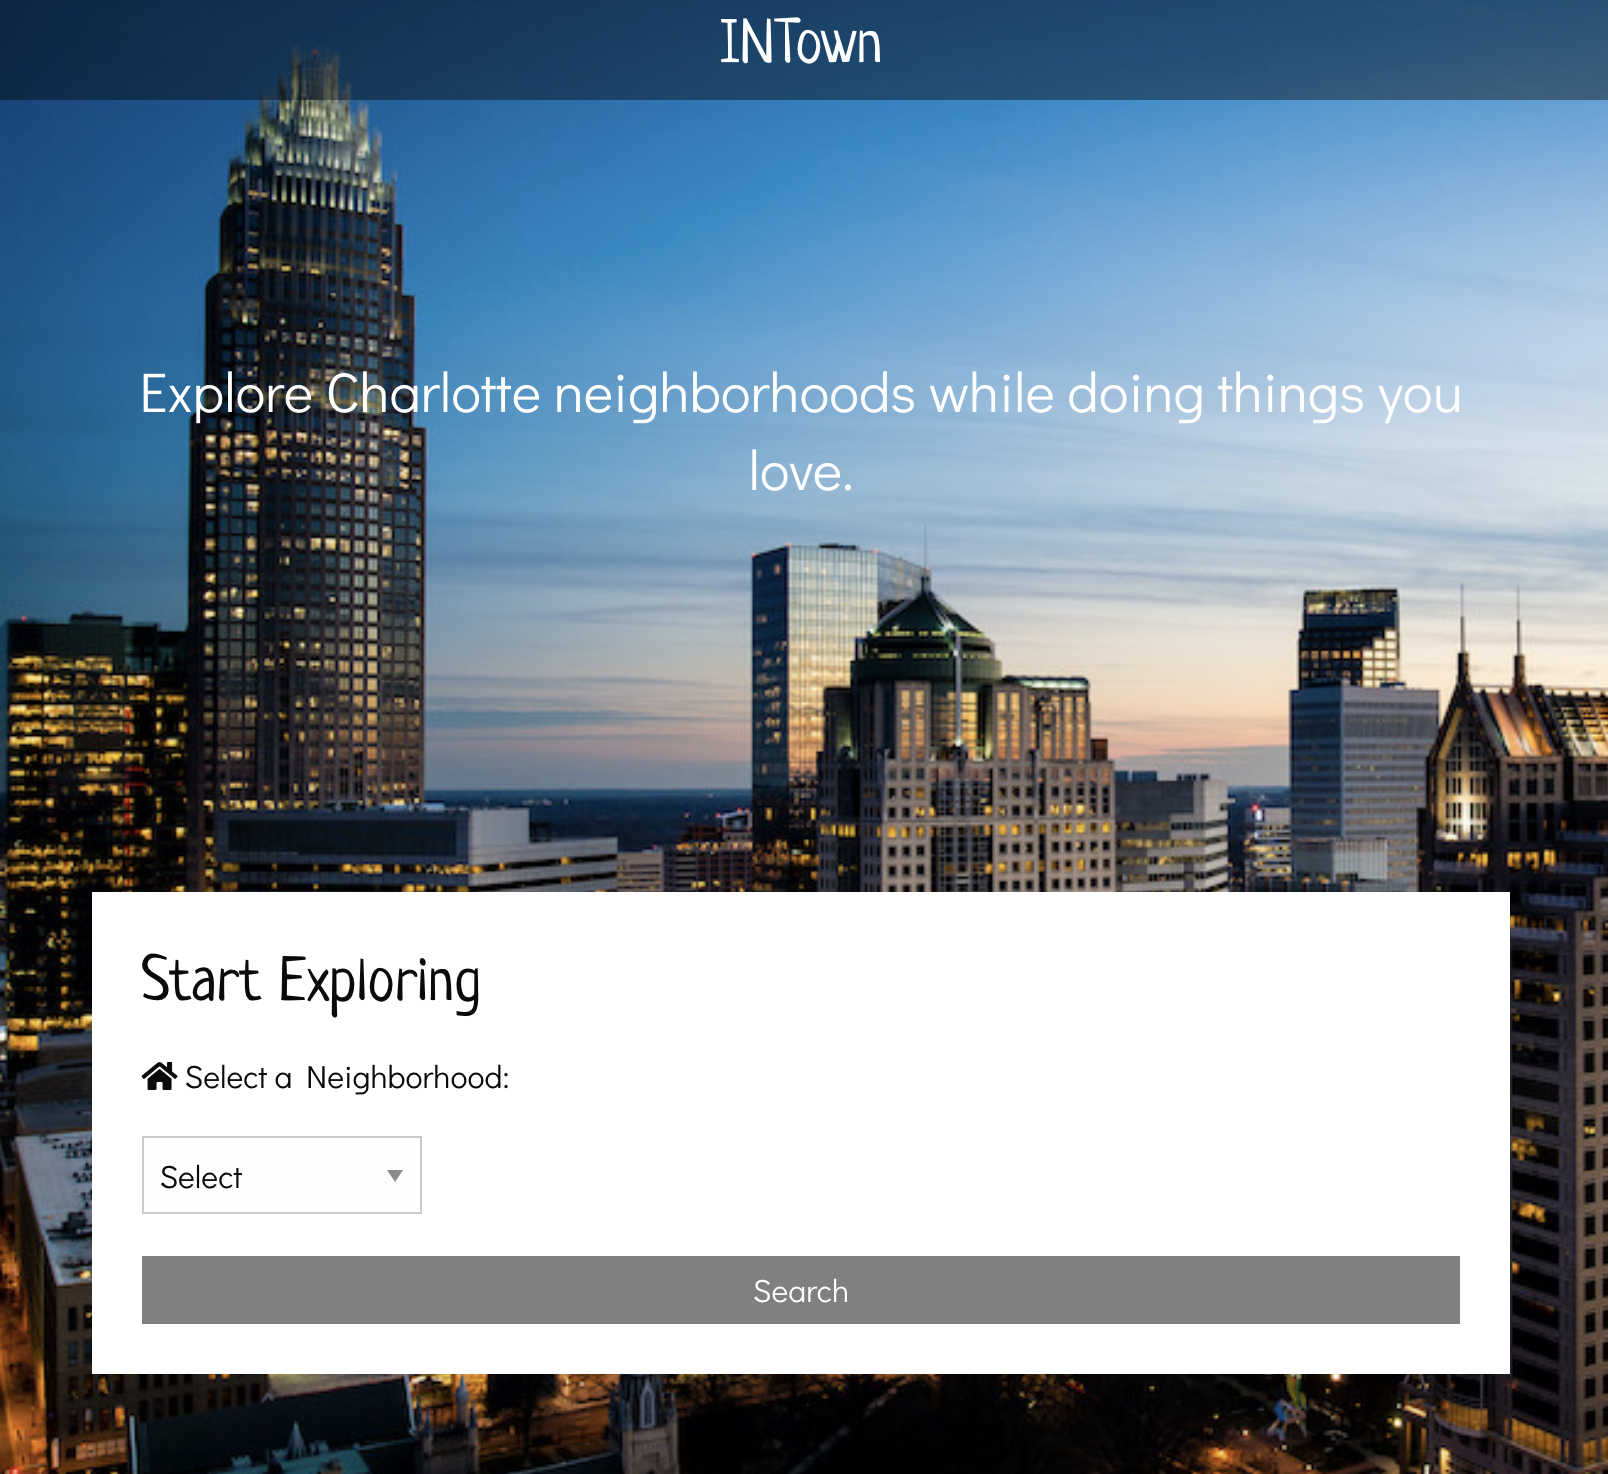 INTown
Explore Charlotte neighborhoods while doing things you
love.
Start Exploring
Select a Neighborhood:
Select
Search